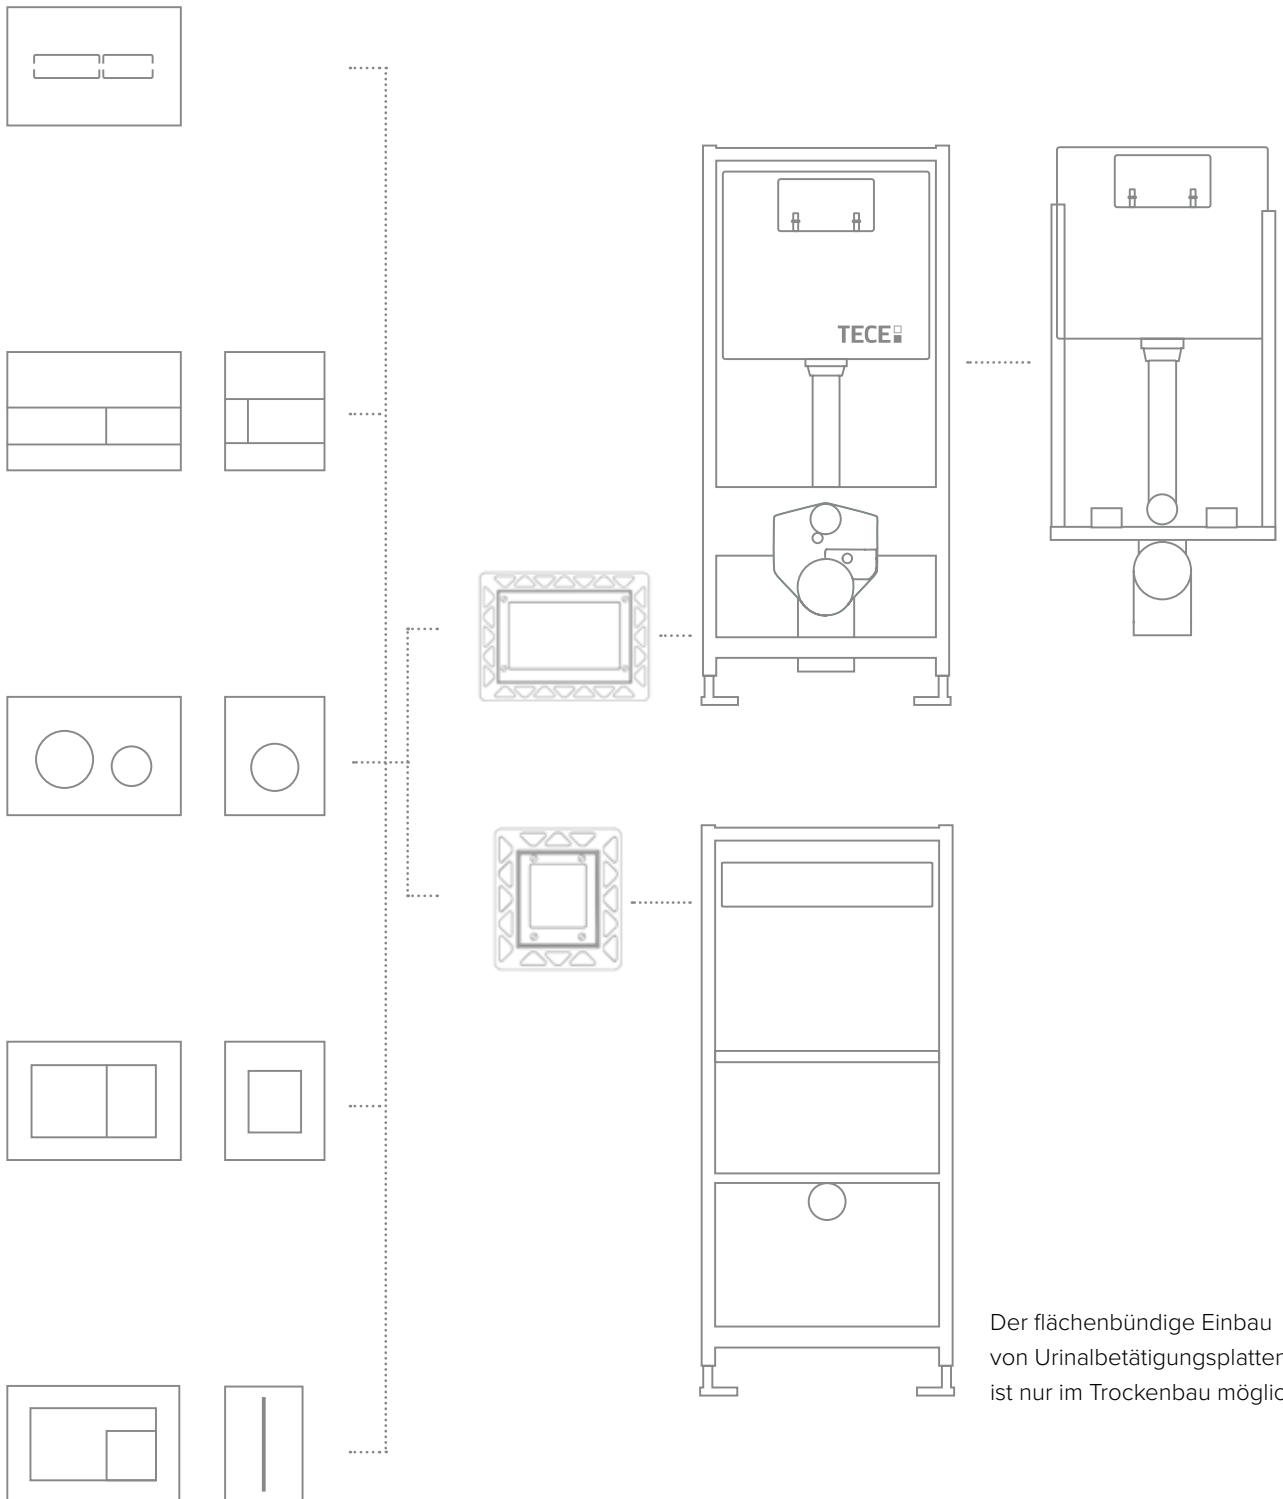 TECE
Der flächenbündige Einbau
von Urinalbetätigungsplatten
ist nur im Trockenbau möglic